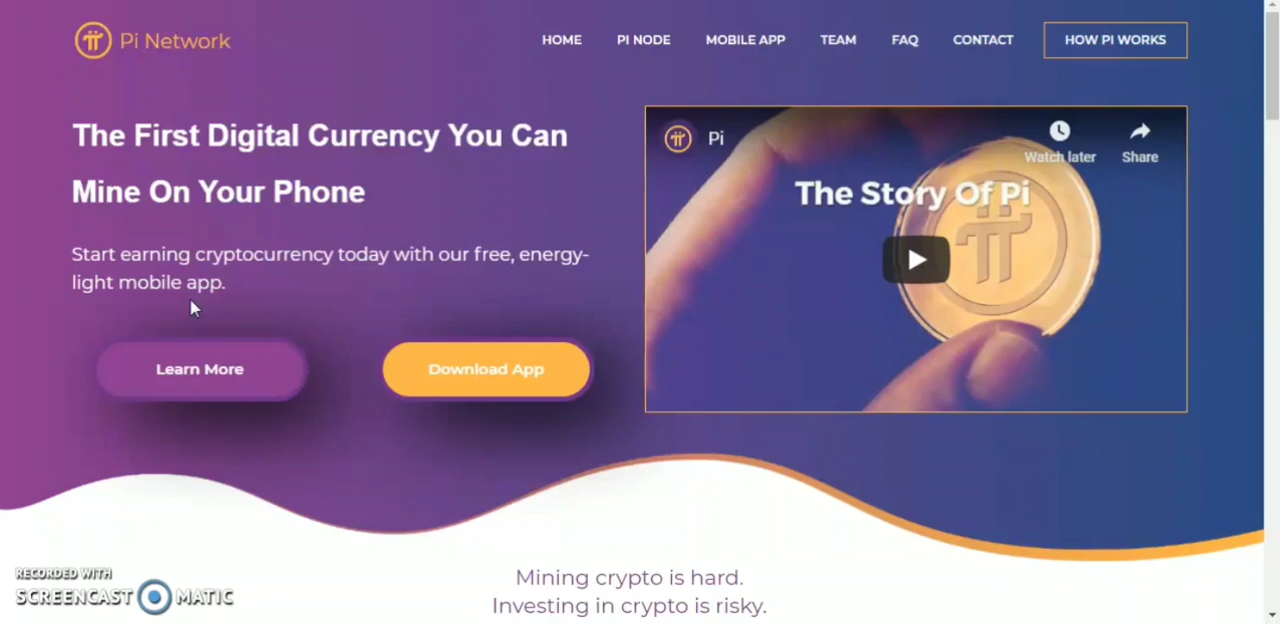 Pi Network
HOME PI NODE MOBILE APP TEAM FAQ CONTACT HOW PI WORKS
The First Digital Currency You Can
Mine On Your Phone
Start earning cryptocurrency today with our free, energy-
light mobile app.
Learn More
Download App
Pi
Watch later
Share
The Story Of Pi
Mining crypto is hard.
Investing in crypto is risky.
RECORDED WITH
SCREENCAST MATIC